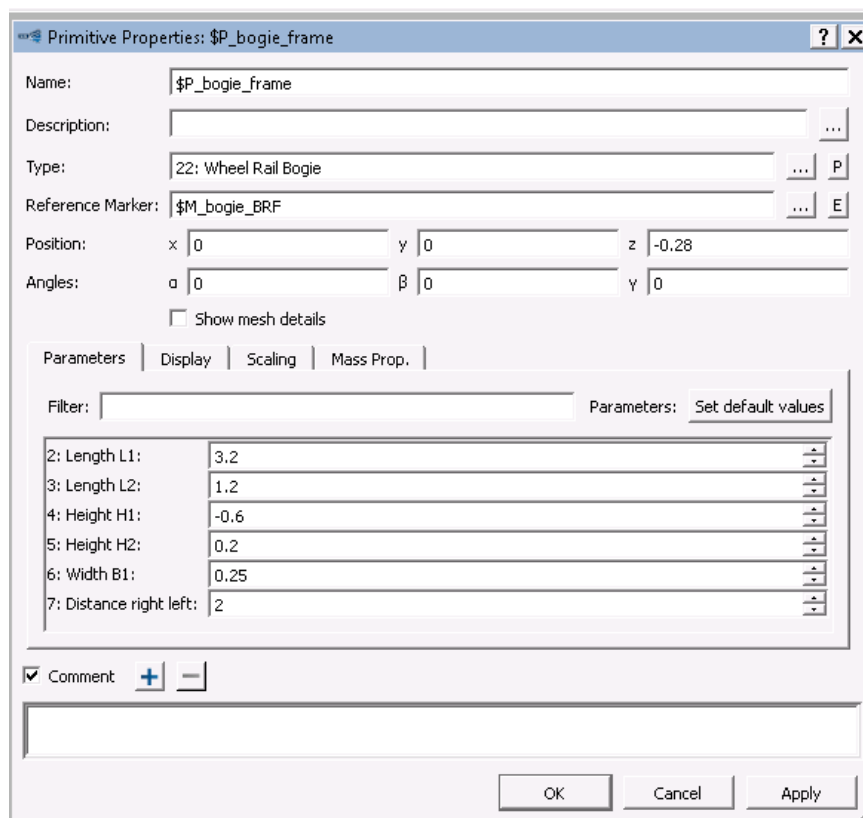 Primitive Properties: $P_bogie_frame ? X
Name: $P_bogie_frame
Description: ...
Type: 22: Wheel Rail Bogie ... P
Reference Marker: $M_bogie_BRF ... E
Position: x 0 y 0 z -0.28
Angles: α 0 β 0 γ 0
Show mesh details
Parameters Display Scaling Mass Prop.
Filter: Parameters: Set default values
2: Length L1: 3.2
3: Length L2: 1.2
4: Height H1: -0.6
5: Height H2: 0.2
6: Width B1: 0.25
7: Distance right left: 2
Comment + −
OK Cancel Apply